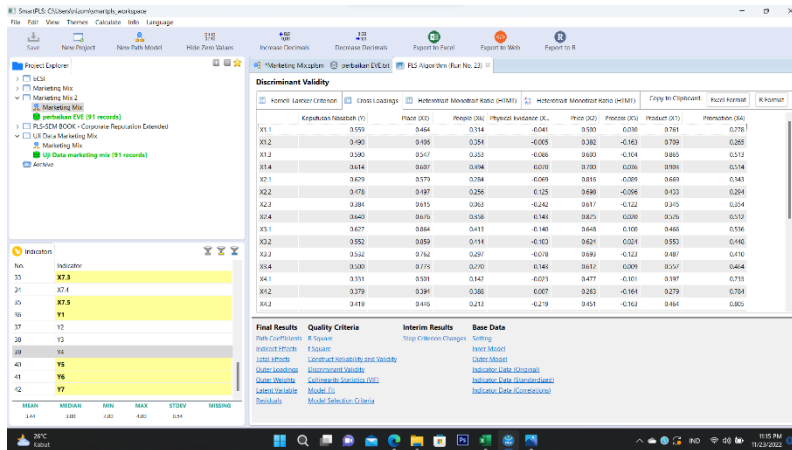 SmartPLS: C:\Users\nizom\smartpls_workspace
File Edit View Themes Calculate Info Language
Save New Project New Path Model Hide Zero Values Increase Decimals Decrease Decimals Export to Excel Export to Web Export to R
Project Explorer
ECSI
Marketing Mix
Marketing Mix 2
Marketing Mix
perbaikan EVE [91 records]
PLS-SEM BOOK - Corporate Reputation Extended
UJI Data Marketing Mix
Marketing Mix
Uji Data marketing mix [91 records]
Archive
Indicators
No. Indicator
33 X7.3
34 X7.4
35 X7.5
36 Y1
37 Y2
38 Y3
39 Y4
40 Y5
41 Y6
42 Y7
MEAN MEDIAN MIN MAX STDEV MISSING
*Marketing Mix.splsm perbaikan EVE.txt PLS Algorithm (Run No. 23)
Discriminant Validity
Fornell-Larcker Criterion Cross Loadings Heterotrait-Monotrait Ratio (HTMT) Heterotrait-Monotrait Ratio (HTMT) Copy to Clipboard: Excel Format R Format
Keputusan Nasabah (Y) Place (X3) People (X6) Physical Evidance (X... Price (X2) Process (X5) Product (X1) Promotion (X4)
X1.1 0.559 0.464 0.314 -0.041 0.500 0.030 0.761 0.278
X1.2 0.490 0.406 0.354 -0.005 0.382 -0.163 0.709 0.265
X1.3 0.590 0.547 0.353 -0.086 0.600 -0.104 0.865 0.513
X1.4 0.614 0.607 0.394 0.070 0.700 0.036 0.904 0.514
X2.1 0.629 0.579 0.284 -0.069 0.816 -0.089 0.669 0.343
X2.2 0.478 0.497 0.256 0.125 0.698 -0.096 0.433 0.294
X2.3 0.384 0.615 0.063 -0.242 0.617 -0.122 0.345 0.354
X2.4 0.640 0.676 0.358 0.143 0.825 0.020 0.526 0.512
X3.1 0.627 0.864 0.413 -0.140 0.648 0.100 0.466 0.536
X3.2 0.552 0.859 0.414 -0.103 0.624 0.024 0.553 0.440
X3.3 0.532 0.762 0.297 -0.078 0.693 -0.123 0.487 0.410
X3.4 0.500 0.773 0.270 0.143 0.612 0.009 0.557 0.464
X4.1 0.331 0.501 0.142 -0.023 0.477 -0.101 0.397 0.735
X4.2 0.379 0.394 0.386 0.007 0.263 -0.164 0.279 0.784
X4.3 0.419 0.446 0.213 -0.219 0.451 -0.163 0.464 0.805
Final Results Quality Criteria Interim Results Base Data
Path Coefficients R Square Stop Criterion Changes Setting
Indirect Effects f Square Inner Model
Total Effects Construct Reliability and Validity Outer Model
Outer Loadings Discriminant Validity Indicator Data (Original)
Outer Weights Collinearity Statistics (VIF) Indicator Data (Standardized)
Latent Variable Model_Fit Indicator Data (Correlations)
Residuals Model Selection Criteria
26°C
Kabut
IND
11:15 PM
11/23/2022